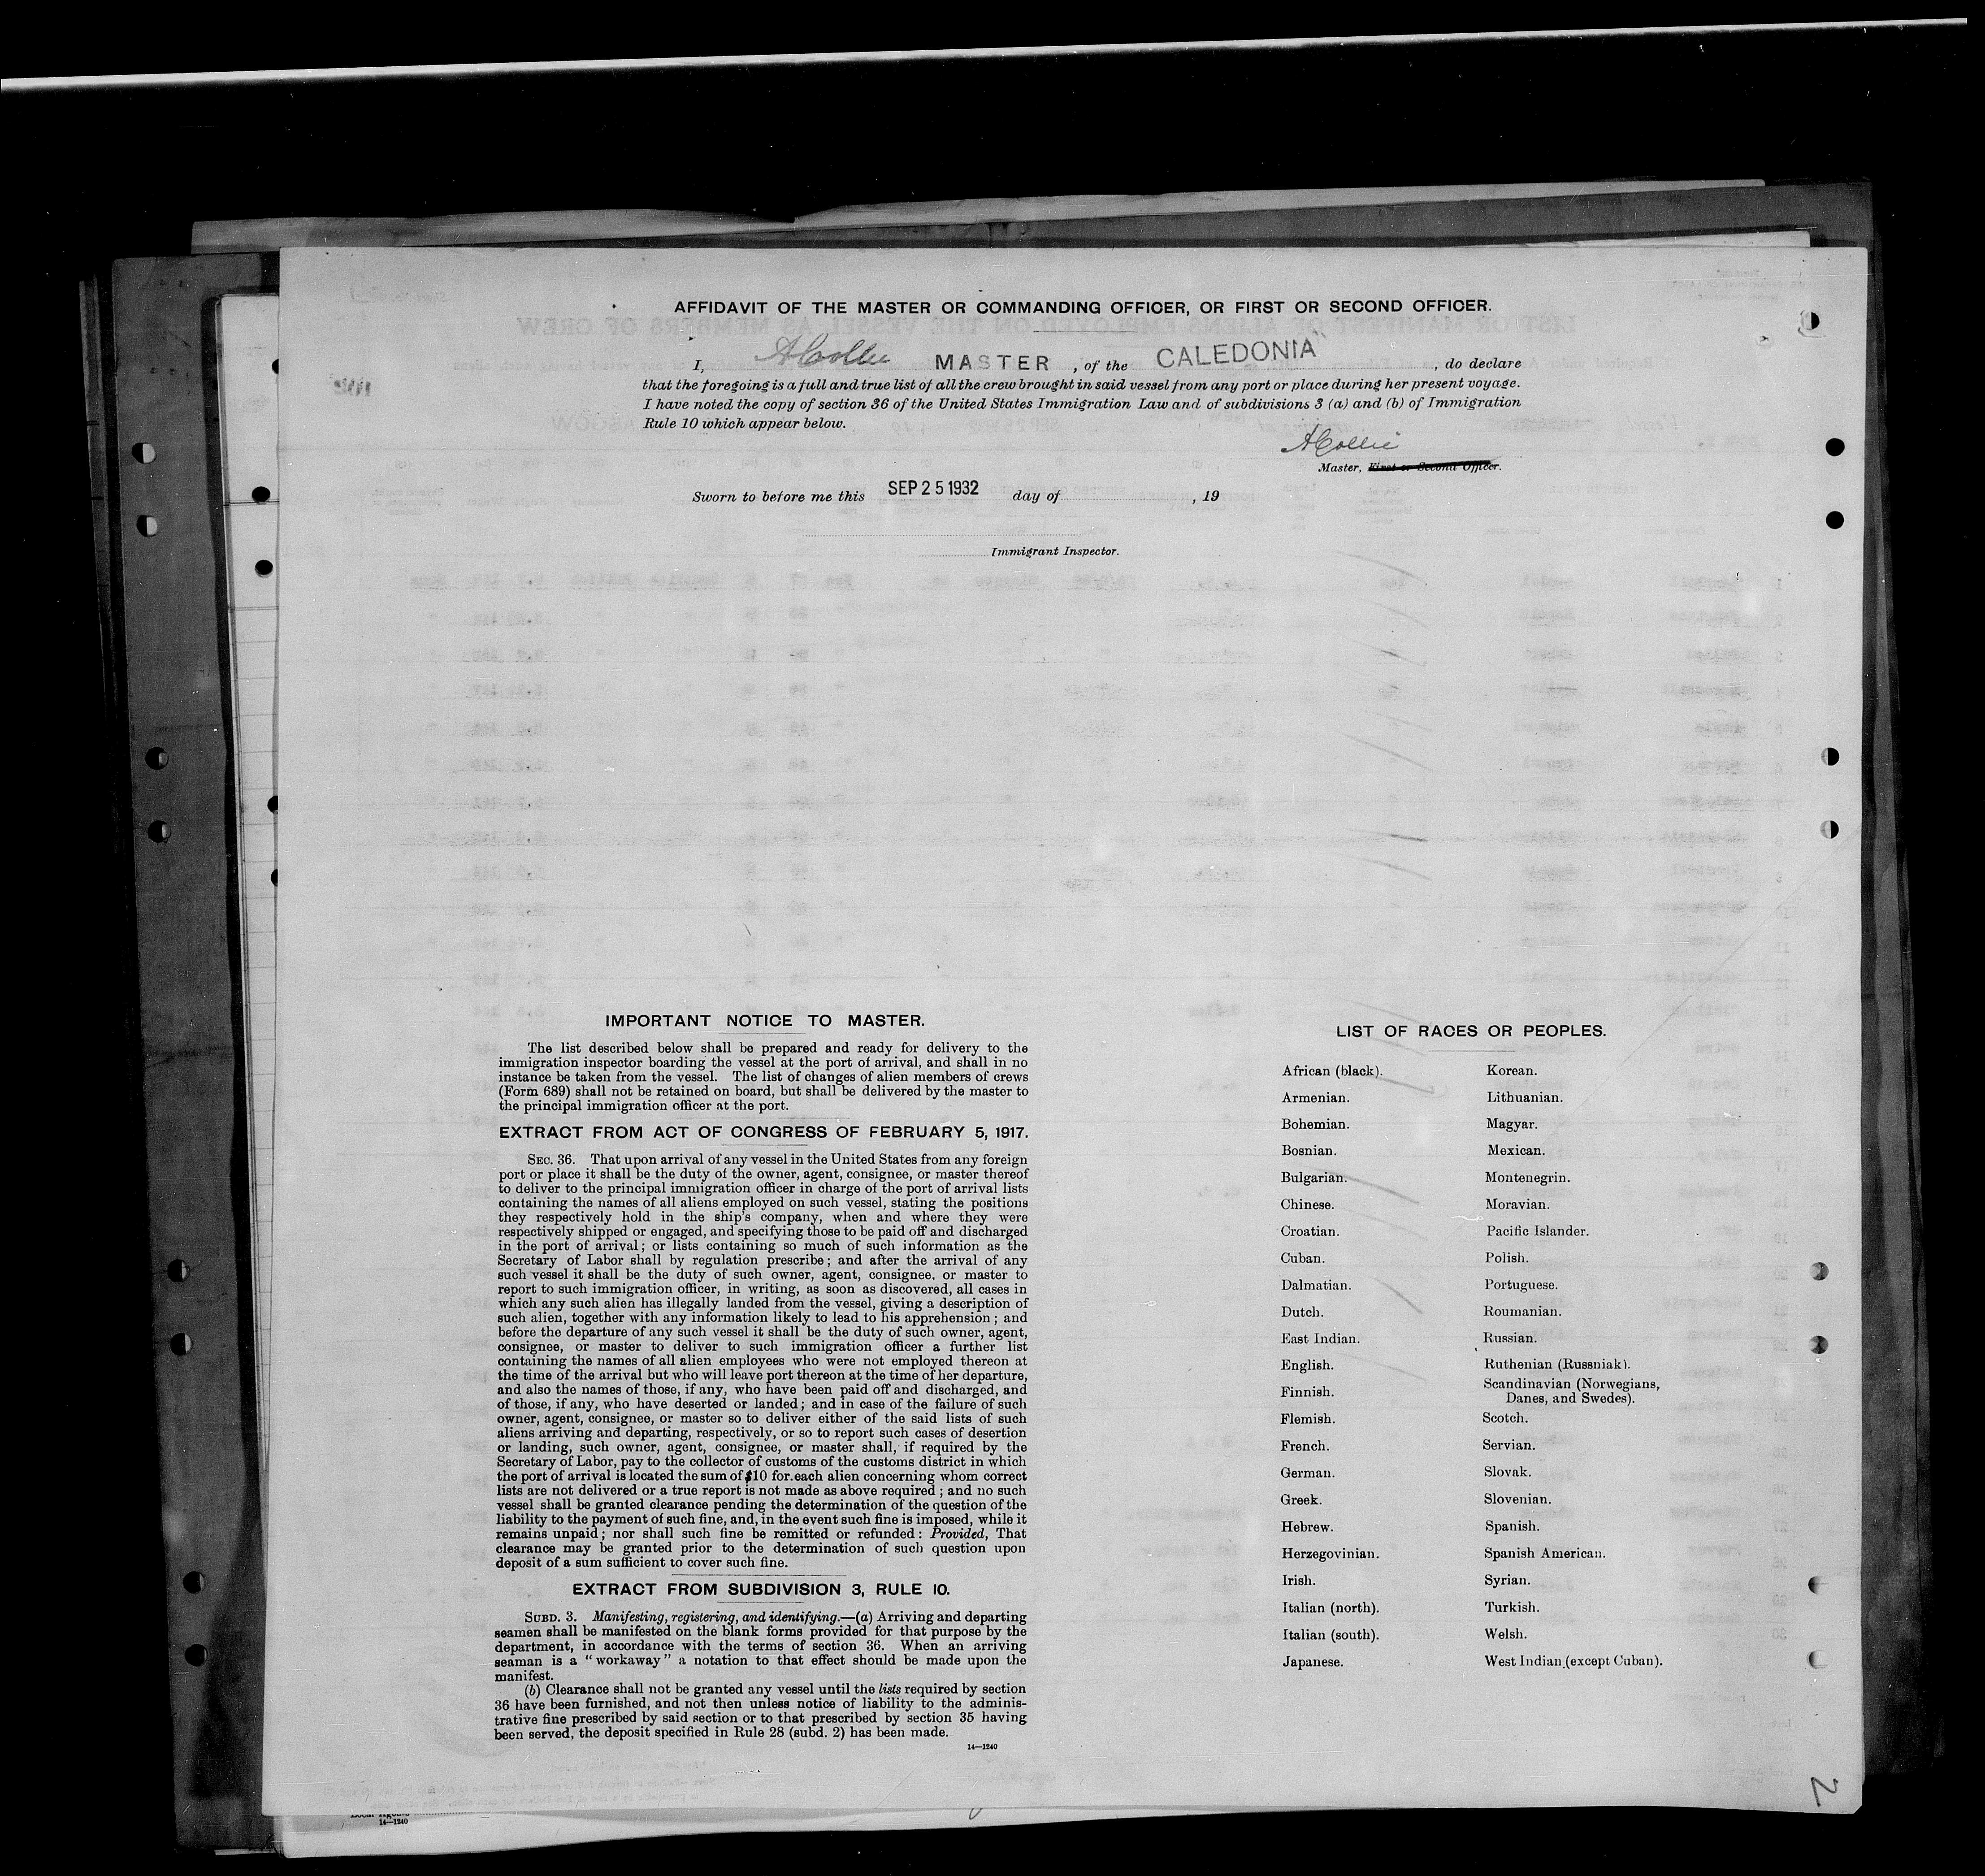 AFFIDAVIT OF THE MASTER OR COMMANDING OFFICER, OR FIRST OR SECOND OFFICER.
I, A Collie MASTER, of the CALEDONIA, do declare
that the foregoing is a full and true list of all the crew brought in said vessel from any port or place during her present voyage.
I have noted the copy of section 36 of the United States Immigration Law and of subdivisions 3 (a) and (b) of Immigration
Rule 10 which appear below.
A Collie
Master, First or Second Officer.
Sworn to before me this SEP 25 1932 day of , 19
Immigrant Inspector.
IMPORTANT NOTICE TO MASTER.
The list described below shall be prepared and ready for delivery to the
immigration inspector boarding the vessel at the port of arrival, and shall in no
instance be taken from the vessel. The list of changes of alien members of crews
(Form 689) shall not be retained on board, but shall be delivered by the master to
the principal immigration officer at the port.
EXTRACT FROM ACT OF CONGRESS OF FEBRUARY 5, 1917.
SEC. 36. That upon arrival of any vessel in the United States from any foreign
port or place it shall be the duty of the owner, agent, consignee, or master thereof
to deliver to the principal immigration officer in charge of the port of arrival lists
containing the names of all aliens employed on such vessel, stating the positions
they respectively hold in the ship's company, when and where they were
respectively shipped or engaged, and specifying those to be paid off and discharged
in the port of arrival; or lists containing so much of such information as the
Secretary of Labor shall by regulation prescribe; and after the arrival of any
such vessel it shall be the duty of such owner, agent, consignee, or master to
report to such immigration officer, in writing, as soon as discovered, all cases in
which any such alien has illegally landed from the vessel, giving a description of
such alien, together with any information likely to lead to his apprehension; and
before the departure of any such vessel it shall be the duty of such owner, agent,
consignee, or master to deliver to such immigration officer a further list
containing the names of all alien employees who were not employed thereon at
the time of the arrival but who will leave port thereon at the time of her departure,
and also the names of those, if any, who have been paid off and discharged, and
of those, if any, who have deserted or landed; and in case of the failure of such
owner, agent, consignee, or master so to deliver either of the said lists of such
aliens arriving and departing, respectively, or so to report such cases of desertion
or landing, such owner, agent, consignee, or master shall, if required by the
Secretary of Labor, pay to the collector of customs of the customs district in which
the port of arrival is located the sum of $10 for each alien concerning whom correct
lists are not delivered or a true report is not made as above required; and no such
vessel shall be granted clearance pending the determination of the question of the
liability to the payment of such fine, and, in the event such fine is imposed, while it
remains unpaid; nor shall such fine be remitted or refunded: Provided, That
clearance may be granted prior to the determination of such question upon
deposit of a sum sufficient to cover such fine.
EXTRACT FROM SUBDIVISION 3, RULE 10.
SUBD. 3. Manifesting, registering, and identifying.—(a) Arriving and departing
seamen shall be manifested on the blank forms provided for that purpose by the
department, in accordance with the terms of section 36. When an arriving
seaman is a "workaway" a notation to that effect should be made upon the
manifest.
(b) Clearance shall not be granted any vessel until the lists required by section
36 have been furnished, and not then unless notice of liability to the adminis-
trative fine prescribed by said section or to that prescribed by section 35 having
been served, the deposit specified in Rule 28 (subd. 2) has been made.
14—1240
LIST OF RACES OR PEOPLES.
African (black).
Armenian.
Bohemian.
Bosnian.
Bulgarian.
Chinese.
Croatian.
Cuban.
Dalmatian.
Dutch.
East Indian.
English.
Finnish.
Flemish.
French.
German.
Greek.
Hebrew.
Herzegovinian.
Irish.
Italian (north).
Italian (south).
Japanese.
Korean.
Lithuanian.
Magyar.
Mexican.
Montenegrin.
Moravian.
Pacific Islander.
Polish.
Portuguese.
Roumanian.
Russian.
Ruthenian (Russniak).
Scandinavian (Norwegians,
Danes, and Swedes).
Scotch.
Servian.
Slovak.
Slovenian.
Spanish.
Spanish American.
Syrian.
Turkish.
Welsh.
West Indian (except Cuban).
2
14—1240